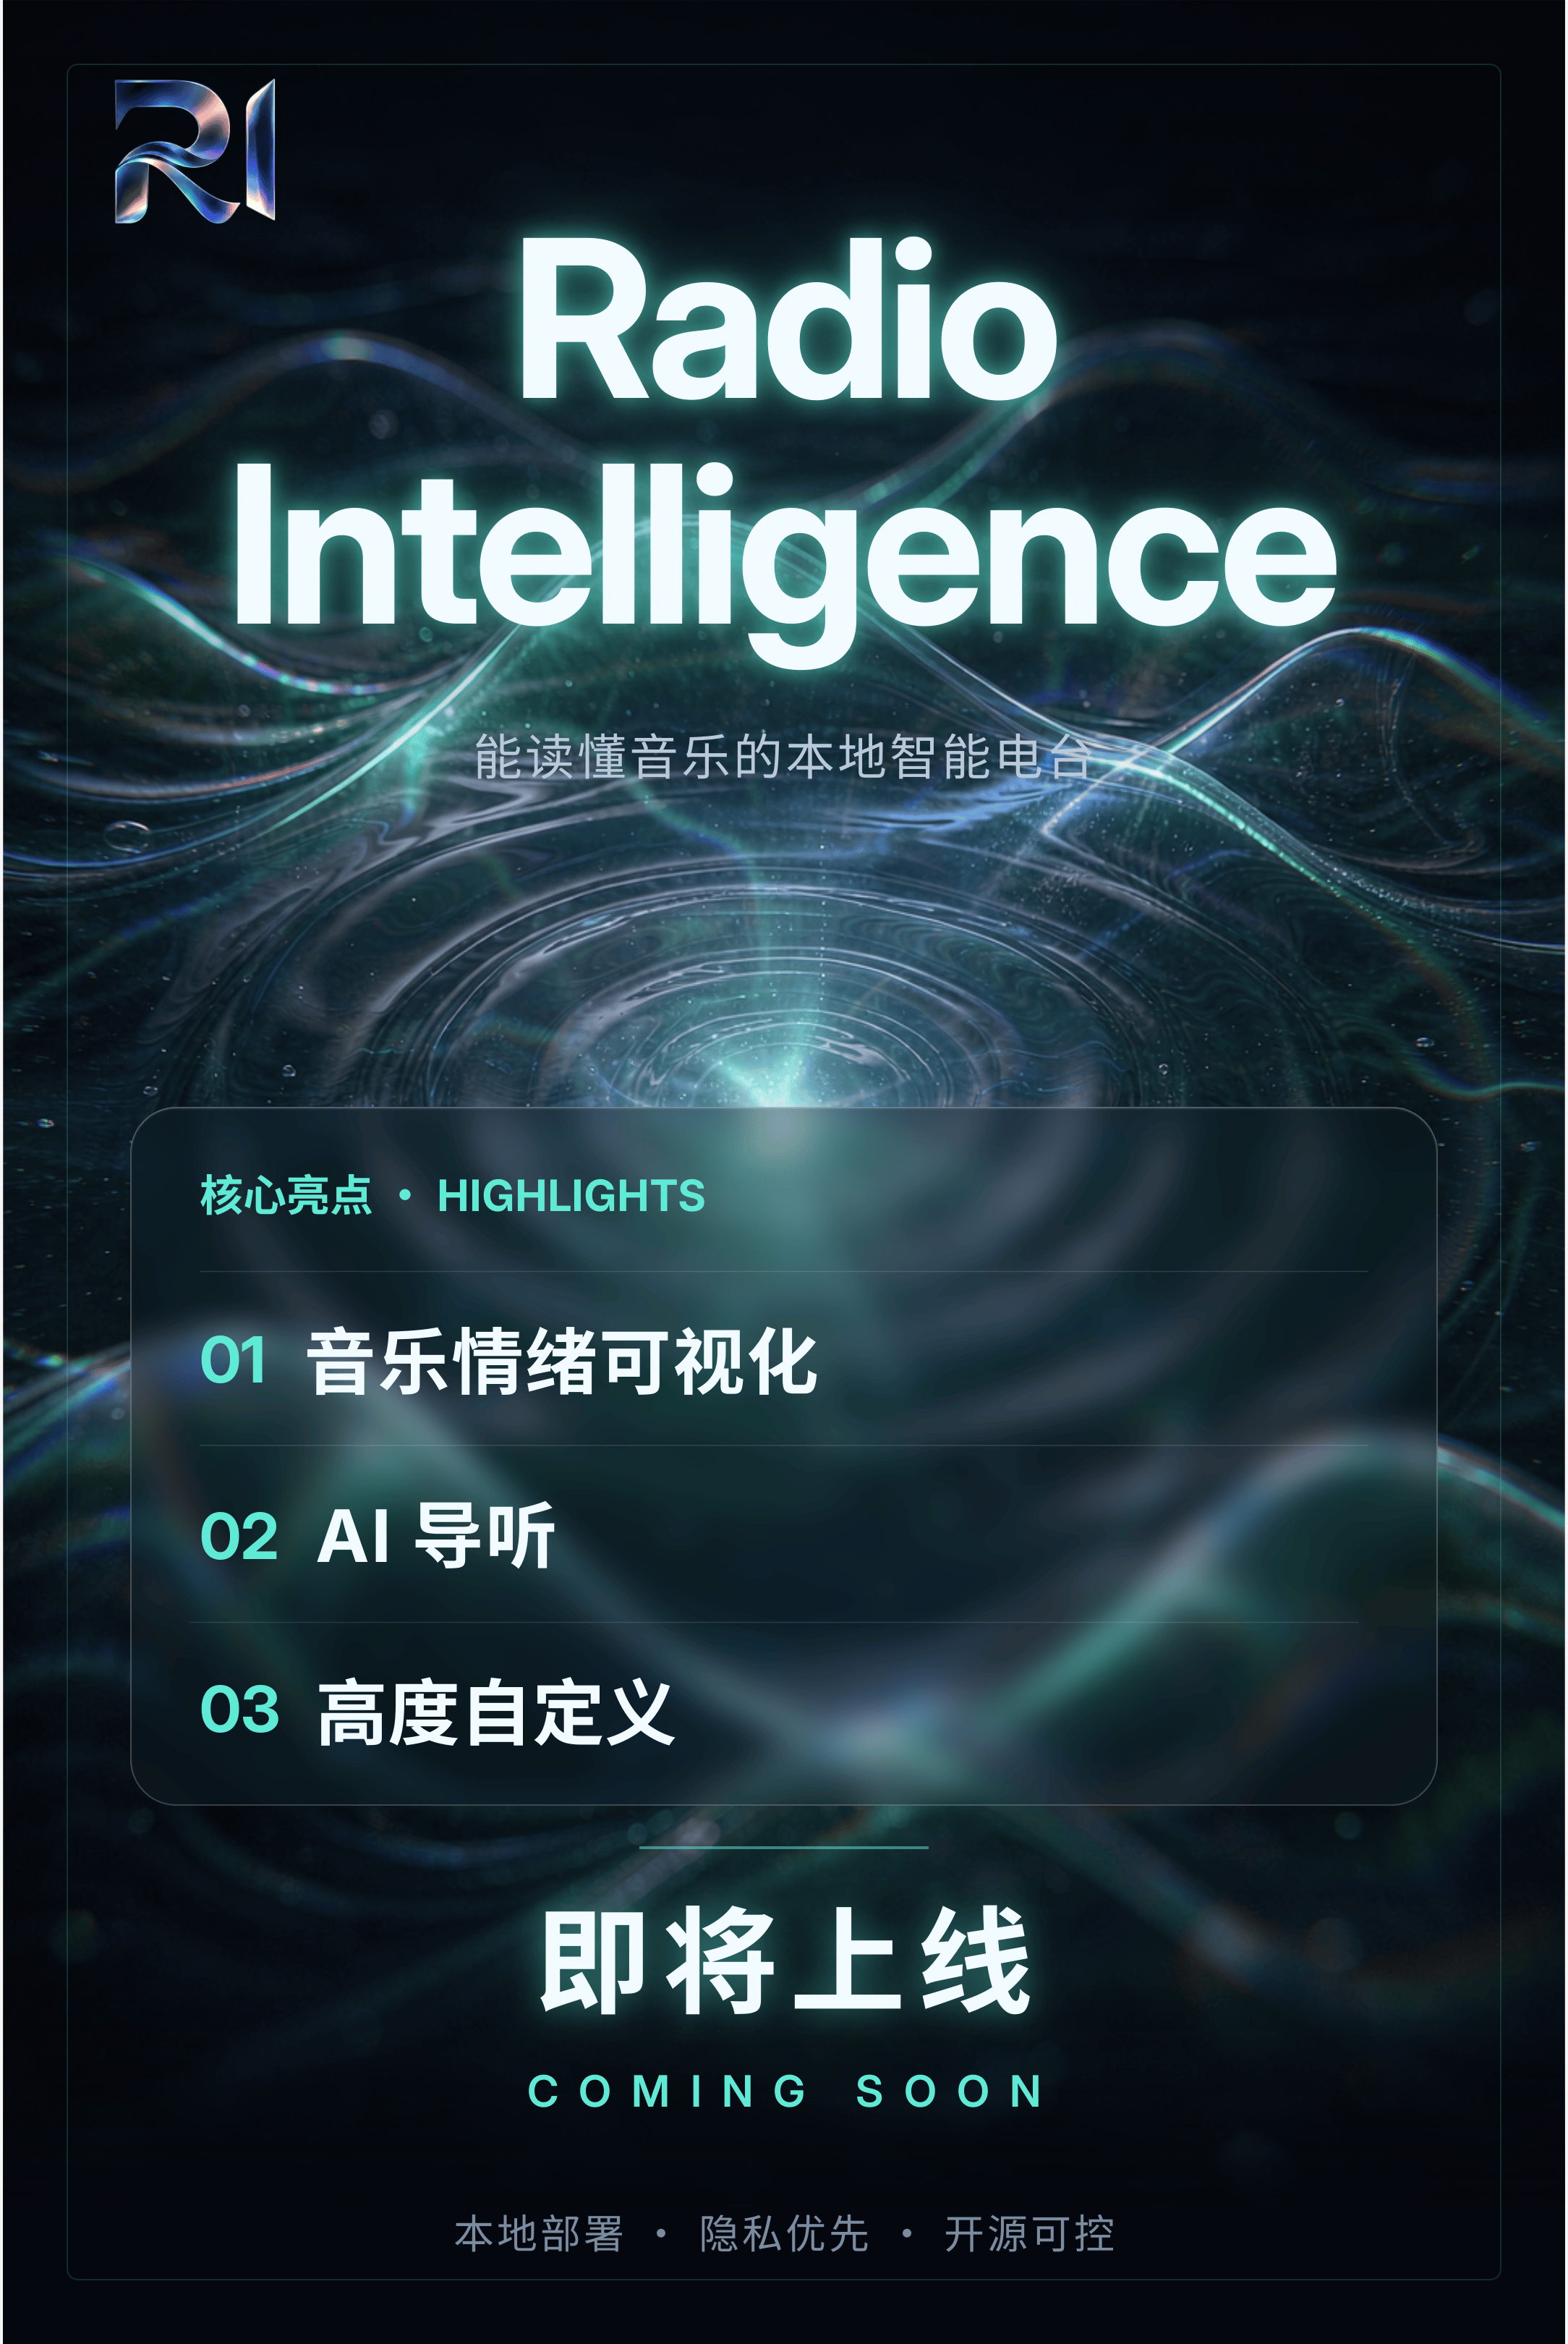 RI
Radio
Intelligence
能读懂音乐的本地智能电台
核心亮点 • HIGHLIGHTS
01 音乐情绪可视化
02 AI 导听
03 高度自定义
即将上线
COMING SOON
本地部署 • 隐私优先 • 开源可控